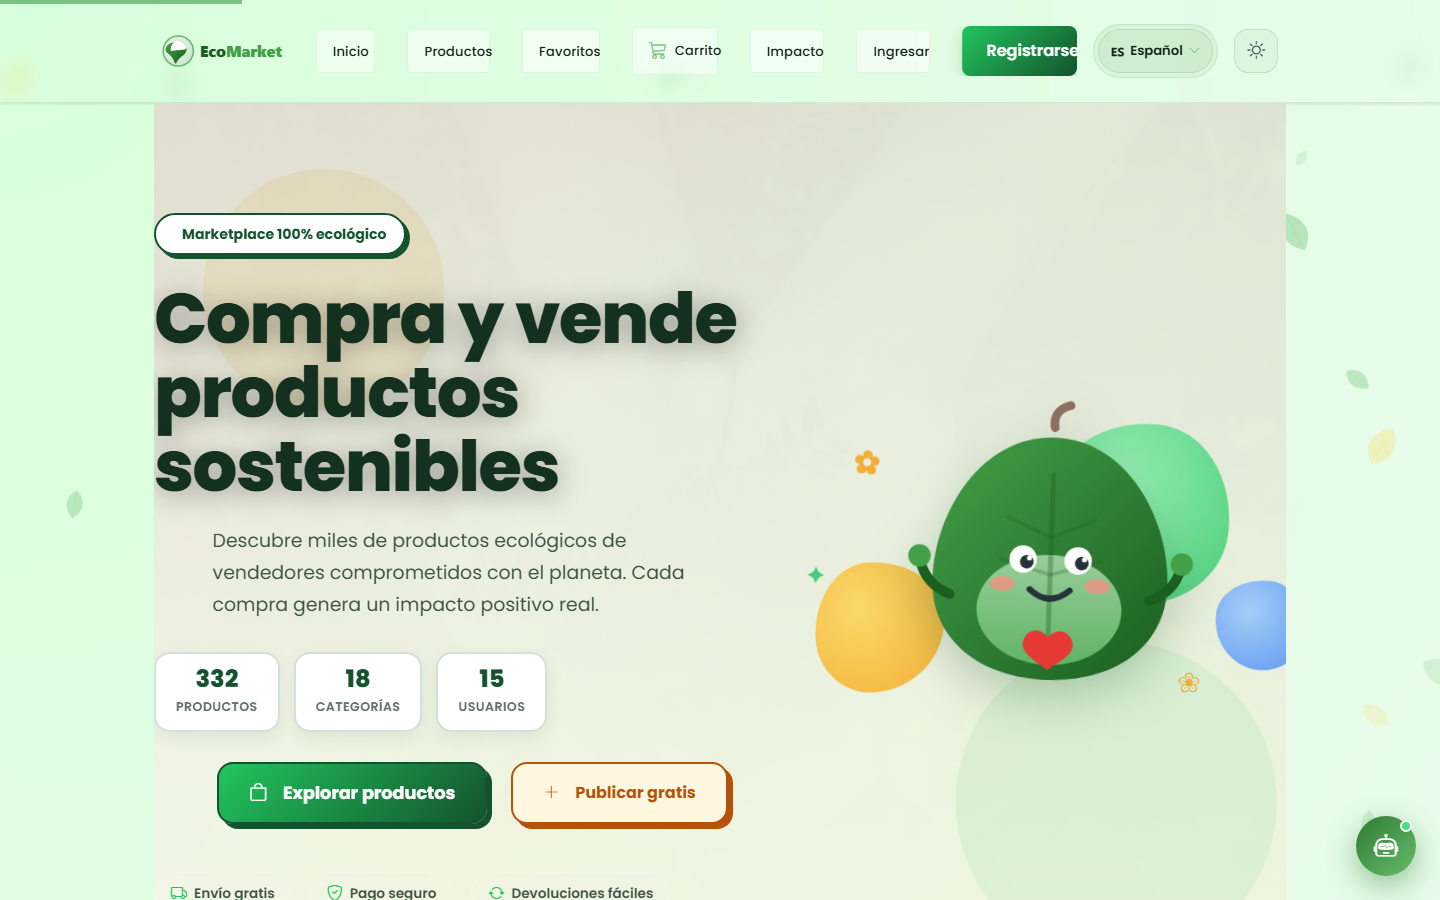 EcoMarket
Inicio
Productos
Favoritos
Carrito
Impacto
Ingresar
Registrarse
ES Español
Marketplace 100% ecológico
Compra y vende
productos
sostenibles
Descubre miles de productos ecológicos de
vendedores comprometidos con el planeta. Cada
compra genera un impacto positivo real.
332
PRODUCTOS
18
CATEGORÍAS
15
USUARIOS
Explorar productos
Publicar gratis
Envío gratis
Pago seguro
Devoluciones fáciles